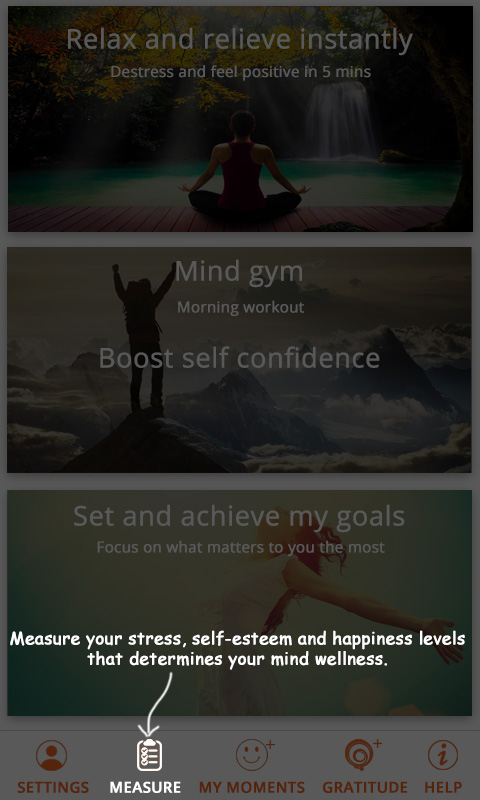 Relax and relieve instantly
Destress and feel positive in 5 mins
Mind gym
Morning workout
Boost self confidence
Set and achieve my goals
Focus on what matters to you the most
Measure your stress, self-esteem and happiness levels
that determines your mind wellness.
SETTINGS MEASURE MY MOMENTS GRATITUDE HELP